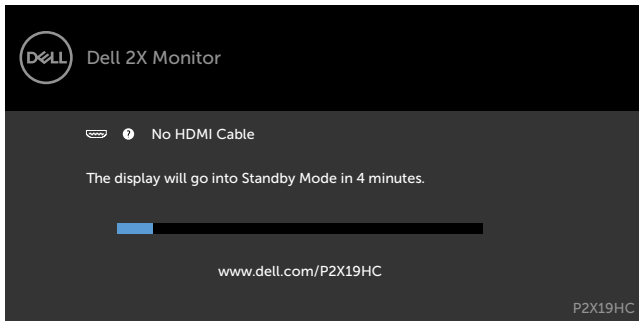 DELL Dell 2X Monitor
? No HDMI Cable
The display will go into Standby Mode in 4 minutes.
www.dell.com/P2X19HC
P2X19HC